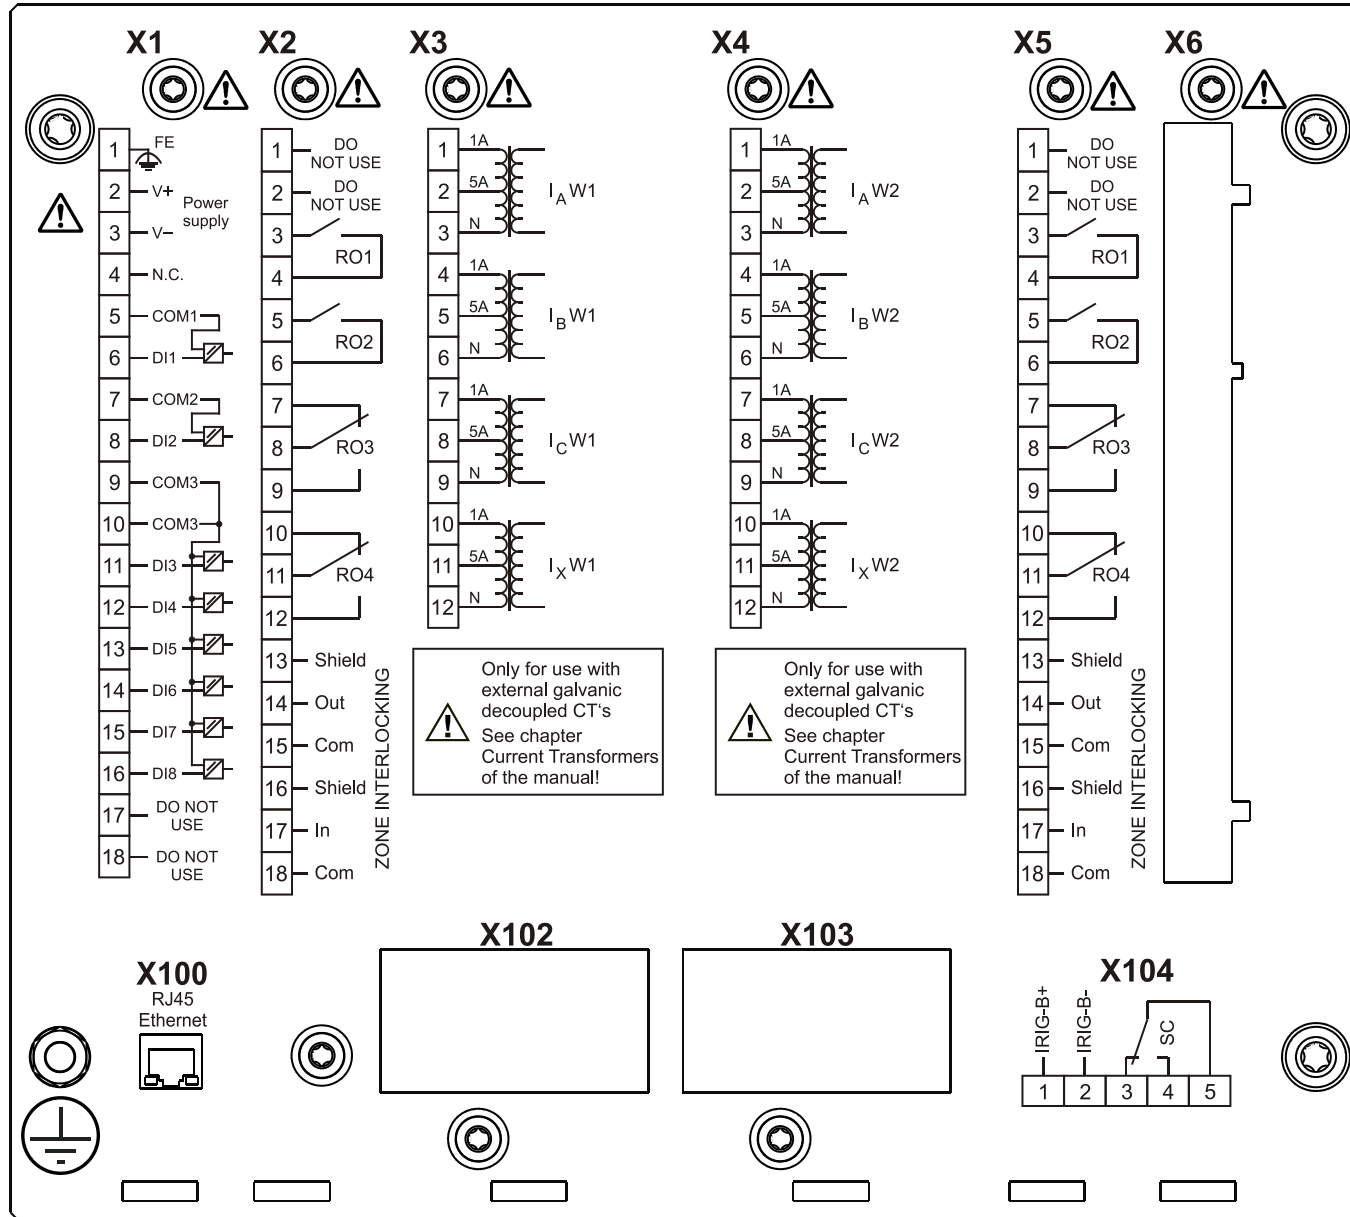 X1
X2
X3
X4
X5
X6
1
FE
2
V+
Power
supply
3
V–
4
N.C.
5
COM1
6
DI1
7
COM2
8
DI2
9
COM3
10
COM3
11
DI3
12
DI4
13
DI5
14
DI6
15
DI7
16
DI8
17
DO NOT
USE
18
DO NOT
USE
1
DO
NOT USE
2
DO
NOT USE
3
RO1
4
5
RO2
6
7
8
RO3
9
10
11
RO4
12
13
Shield
14
Out
15
Com
16
Shield
17
In
18
Com
ZONE INTERLOCKING
1
1A
2
5A
IA W1
3
N
4
1A
5
5A
IB W1
6
N
7
1A
8
5A
IC W1
9
N
10
1A
11
5A
IX W1
12
N
Only for use with
external galvanic
decoupled CT‘s
See chapter
Current Transformers
of the manual!
1
1A
2
5A
IA W2
3
N
4
1A
5
5A
IB W2
6
N
7
1A
8
5A
IC W2
9
N
10
1A
11
5A
IX W2
12
N
Only for use with
external galvanic
decoupled CT‘s
See chapter
Current Transformers
of the manual!
1
DO
NOT USE
2
DO
NOT USE
3
RO1
4
5
RO2
6
7
8
RO3
9
10
11
RO4
12
13
Shield
14
Out
15
Com
16
Shield
17
In
18
Com
ZONE INTERLOCKING
X100
RJ45
Ethernet
X102
X103
X104
IRIG-B+
IRIG-B-
SC
1 2 3 4 5